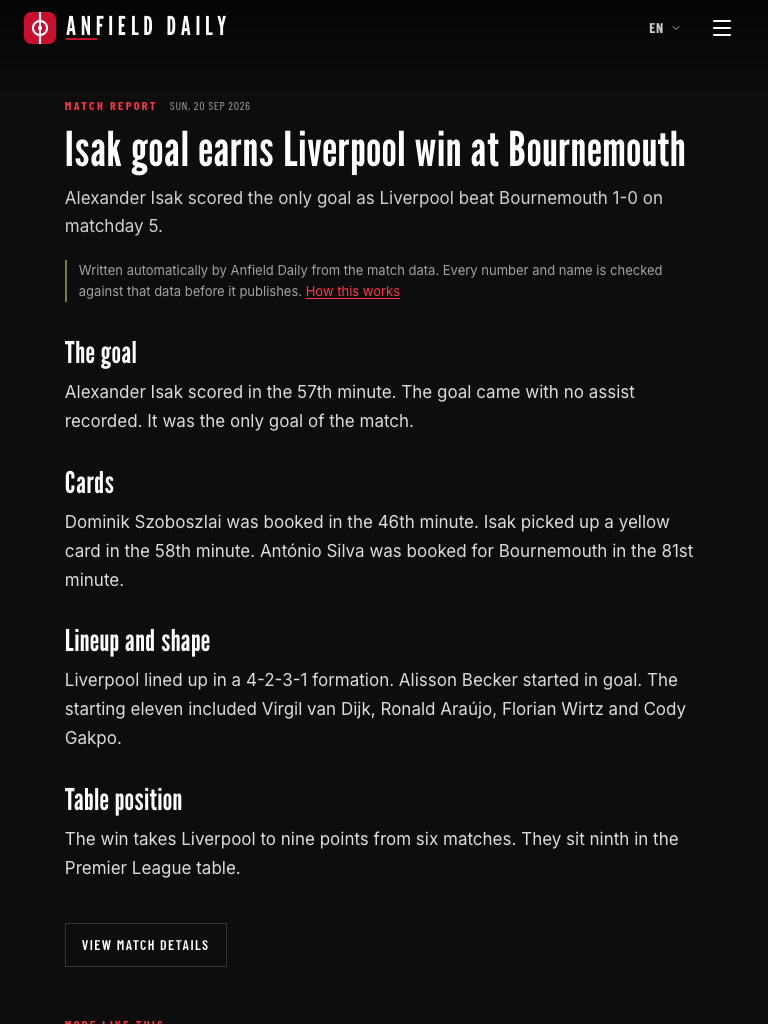 ANFIELD DAILY
EN
MATCH REPORT SUN, 20 SEP 2026
Isak goal earns Liverpool win at Bournemouth
Alexander Isak scored the only goal as Liverpool beat Bournemouth 1-0 on
matchday 5.
Written automatically by Anfield Daily from the match data. Every number and name is checked
against that data before it publishes. How this works
The goal
Alexander Isak scored in the 57th minute. The goal came with no assist
recorded. It was the only goal of the match.
Cards
Dominik Szoboszlai was booked in the 46th minute. Isak picked up a yellow
card in the 58th minute. António Silva was booked for Bournemouth in the 81st
minute.
Lineup and shape
Liverpool lined up in a 4-2-3-1 formation. Alisson Becker started in goal. The
starting eleven included Virgil van Dijk, Ronald Araújo, Florian Wirtz and Cody
Gakpo.
Table position
The win takes Liverpool to nine points from six matches. They sit ninth in the
Premier League table.
VIEW MATCH DETAILS
MORE LIKE THIS